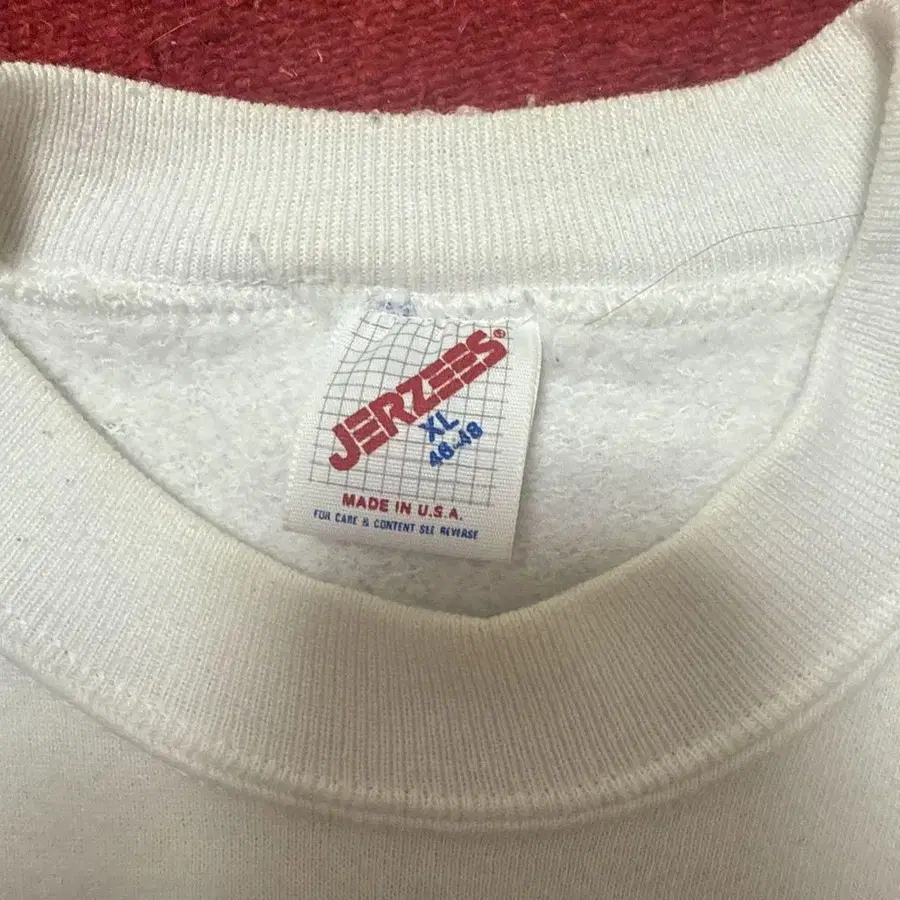 JERZEES®
XL
46-48
MADE IN U.S.A.
FOR CARE & CONTENT SEE REVERSE